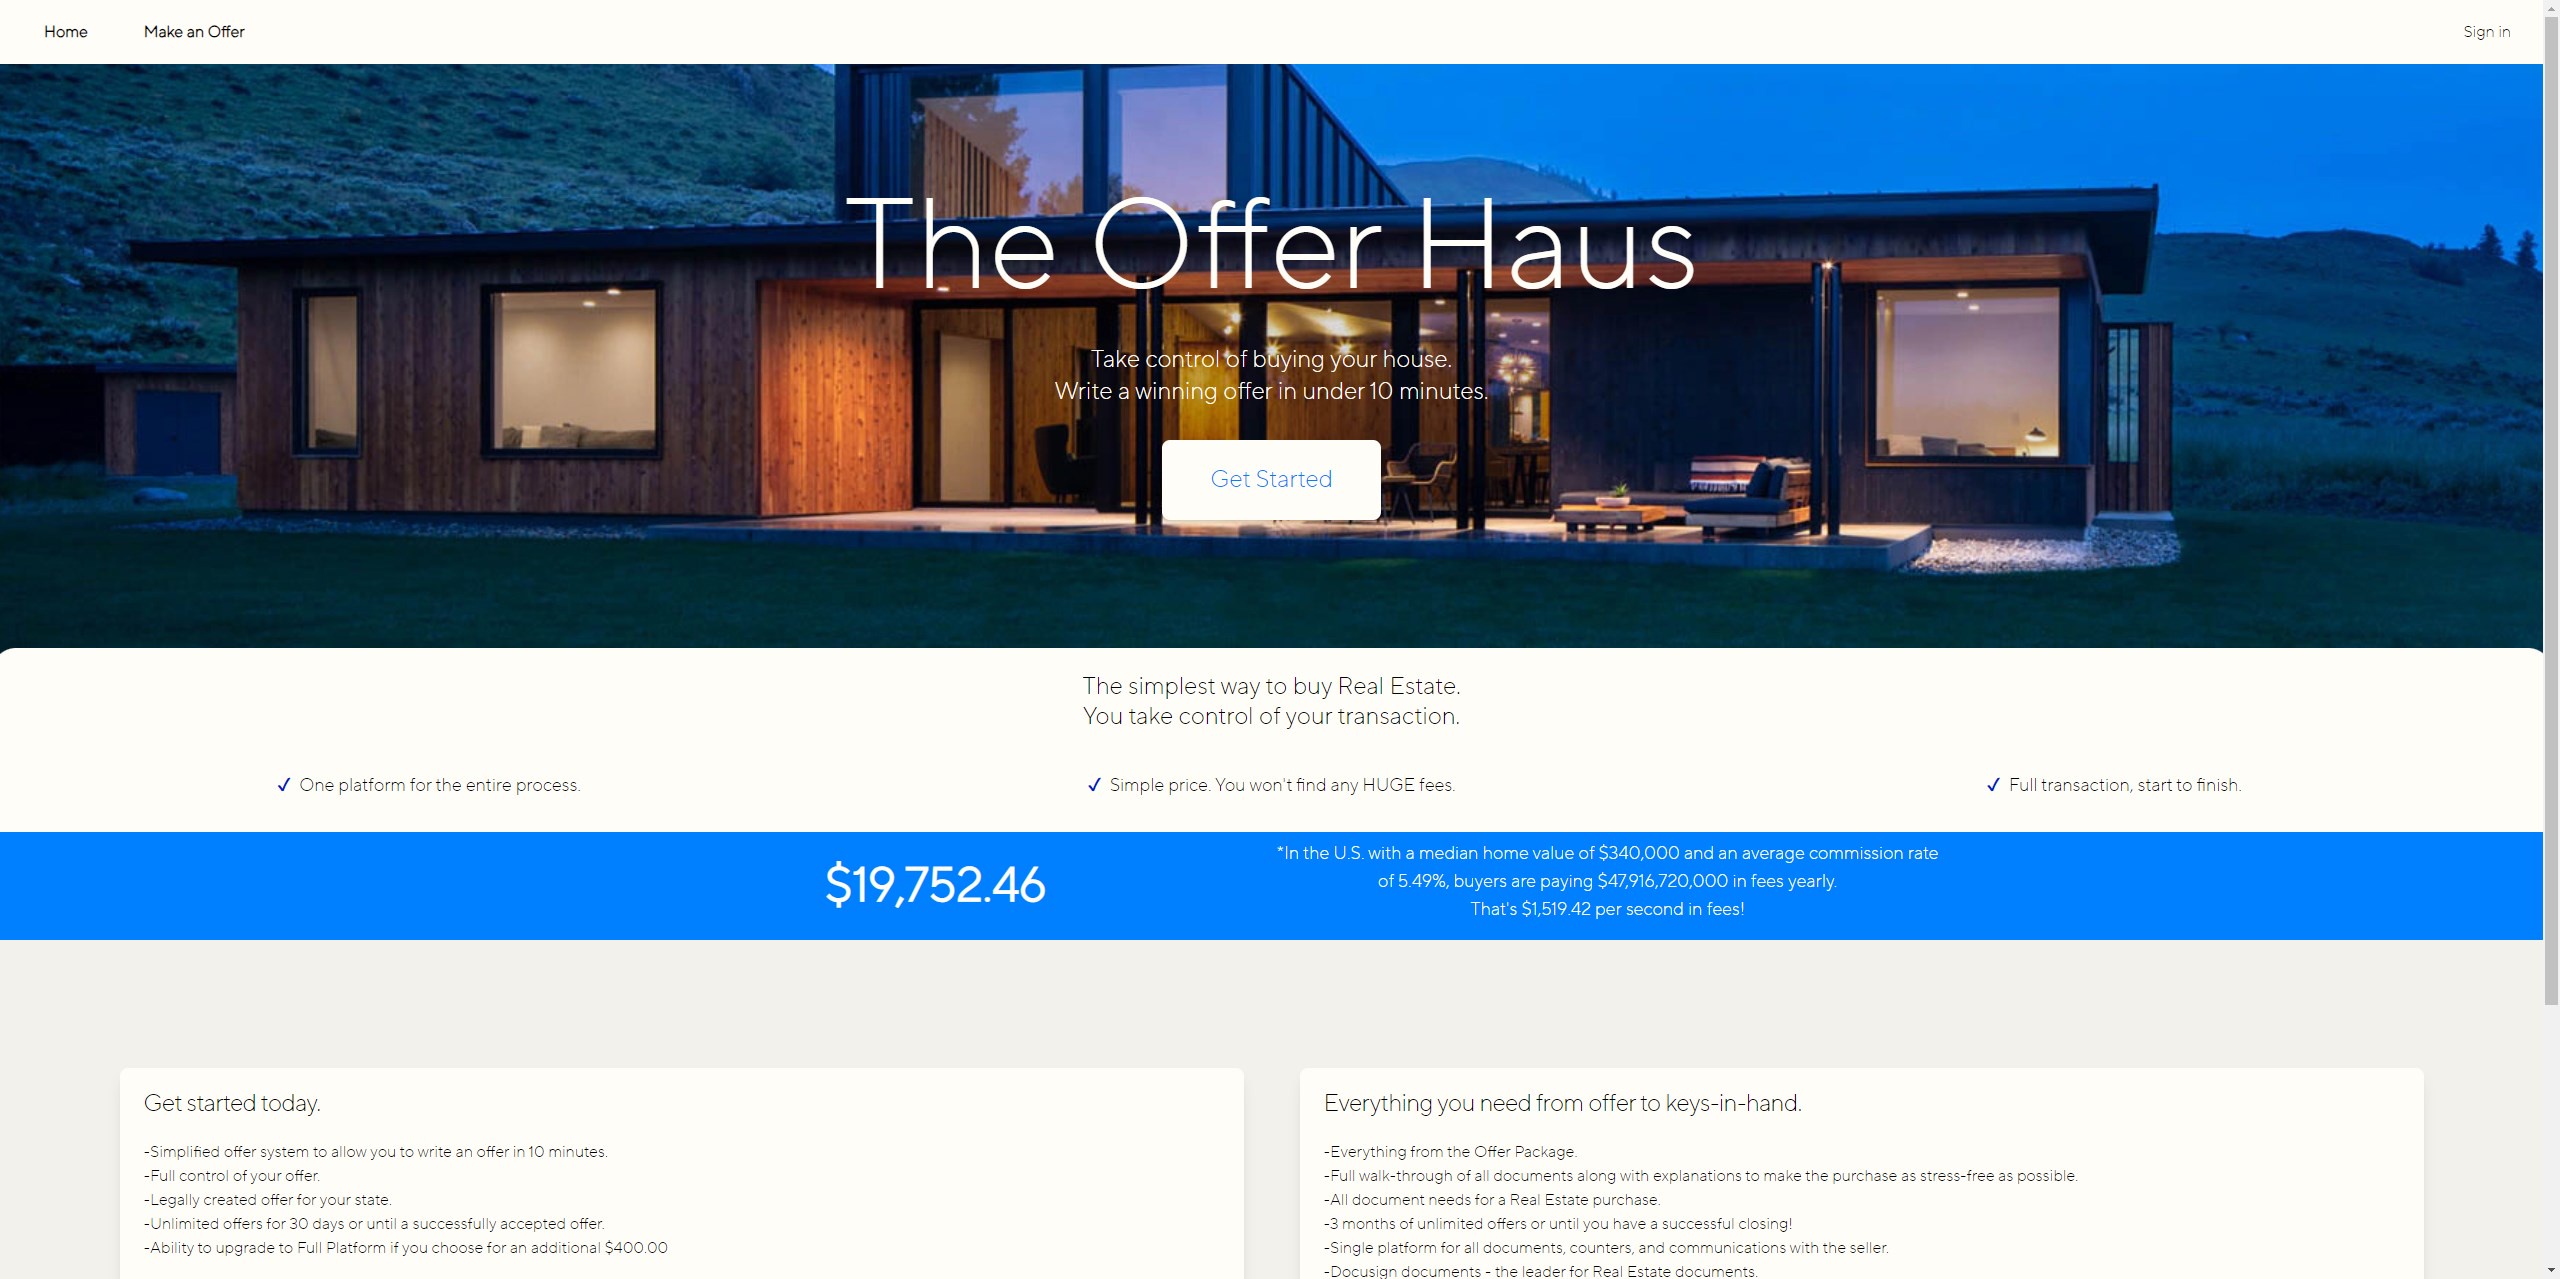 Home
Make an Offer
Sign in
The Offer Haus
Take control of buying your house.
Write a winning offer in under 10 minutes.
Get Started
The simplest way to buy Real Estate.
You take control of your transaction.
✓ One platform for the entire process.
✓ Simple price. You won't find any HUGE fees.
✓ Full transaction, start to finish.
$19,752.46
*In the U.S. with a median home value of $340,000 and an average commission rate
of 5.49%, buyers are paying $47,916,720,000 in fees yearly.
That's $1,519.42 per second in fees!
Get started today.
-Simplified offer system to allow you to write an offer in 10 minutes.
-Full control of your offer.
-Legally created offer for your state.
-Unlimited offers for 30 days or until a successfully accepted offer.
-Ability to upgrade to Full Platform if you choose for an additional $400.00
Everything you need from offer to keys-in-hand.
-Everything from the Offer Package.
-Full walk-through of all documents along with explanations to make the purchase as stress-free as possible.
-All document needs for a Real Estate purchase.
-3 months of unlimited offers or until you have a successful closing!
-Single platform for all documents, counters, and communications with the seller.
-Docusign documents - the leader for Real Estate documents.